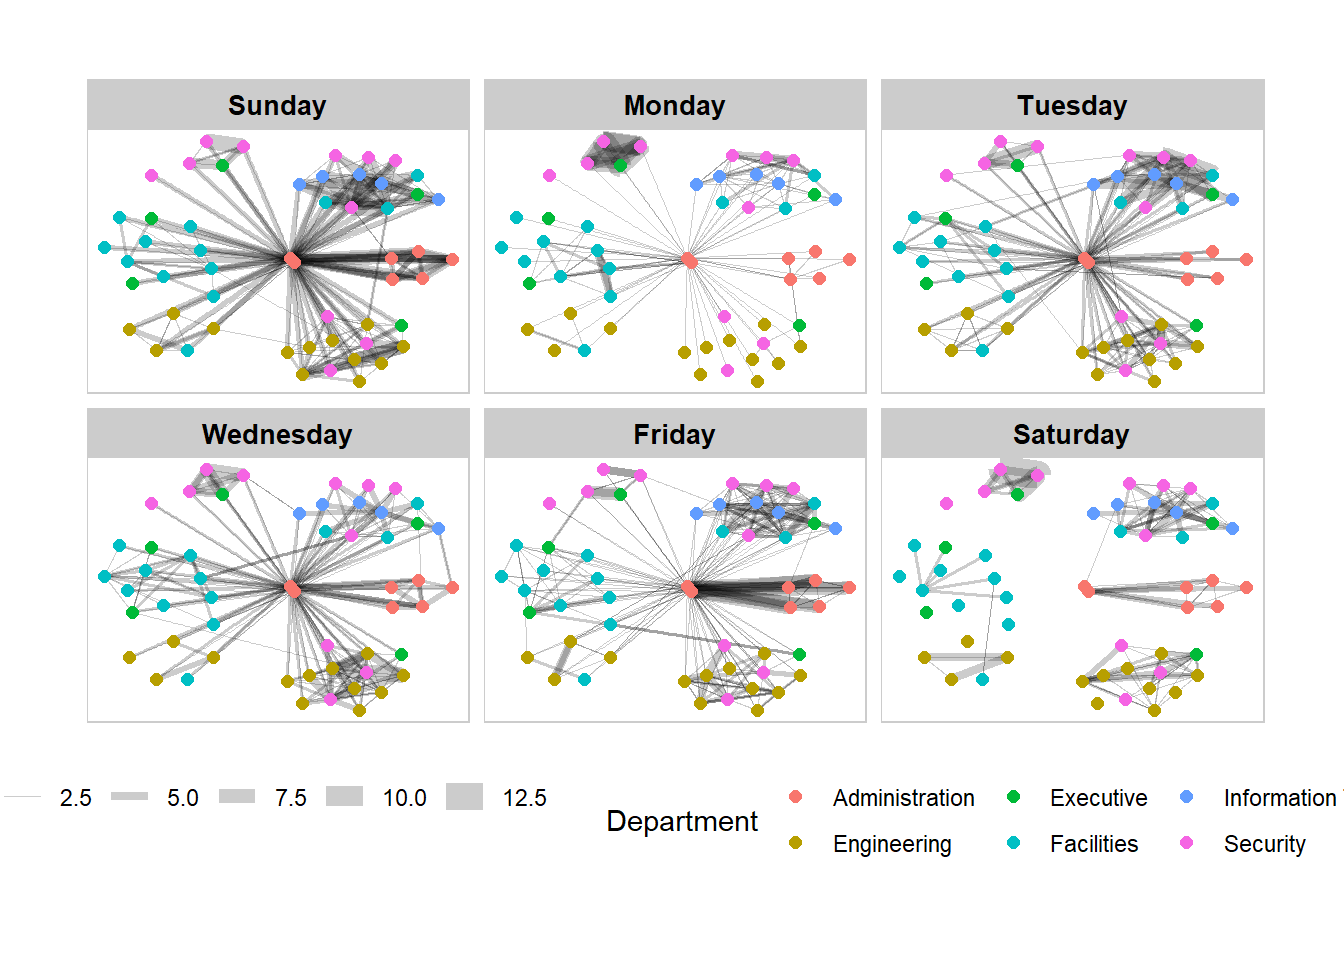 Sunday
Monday
Tuesday
Wednesday
Friday
Saturday
2.5 5.0 7.5 10.0 12.5
Department
Administration Executive Information
Engineering Facilities Security